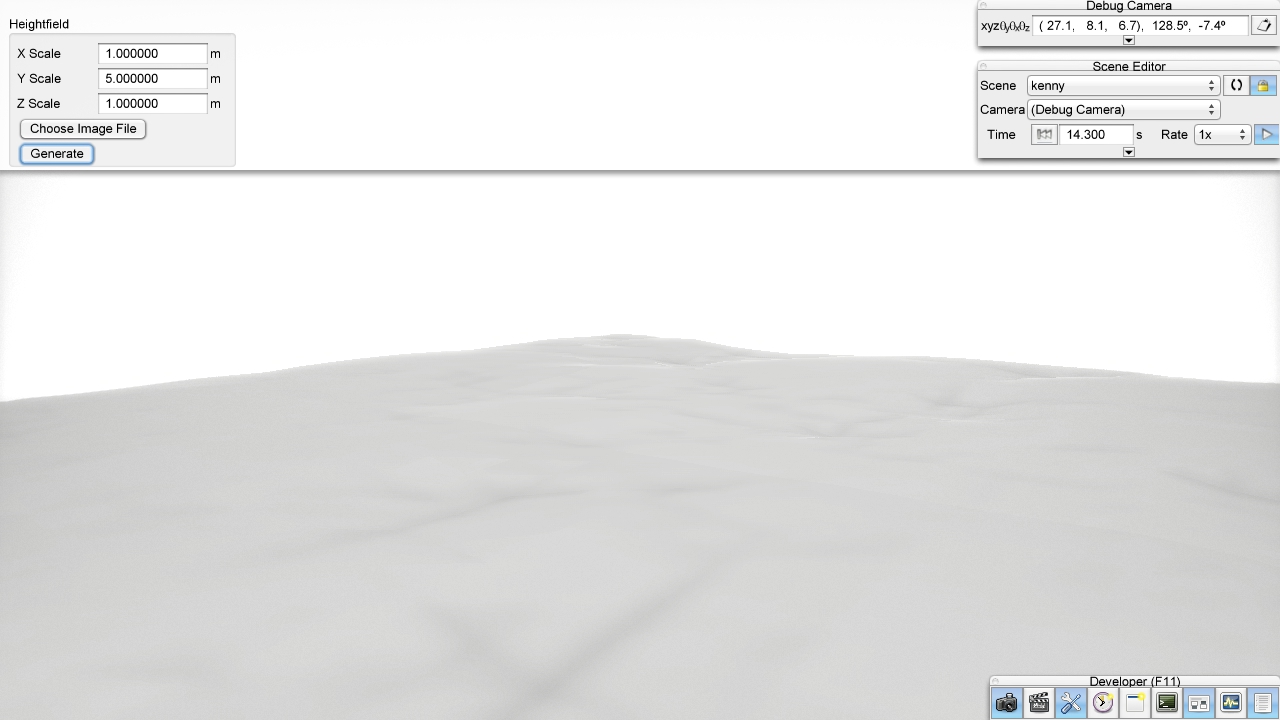 Heightfield
X Scale 1.000000 m
Y Scale 5.000000 m
Z Scale 1.000000 m
Choose Image File
Generate
Debug Camera
( 27.1, 8.1, 6.7), 128.5º, -7.4º
Scene Editor
Scene kenny
Camera (Debug Camera)
Time 14.300 s Rate 1x
Developer (F11)